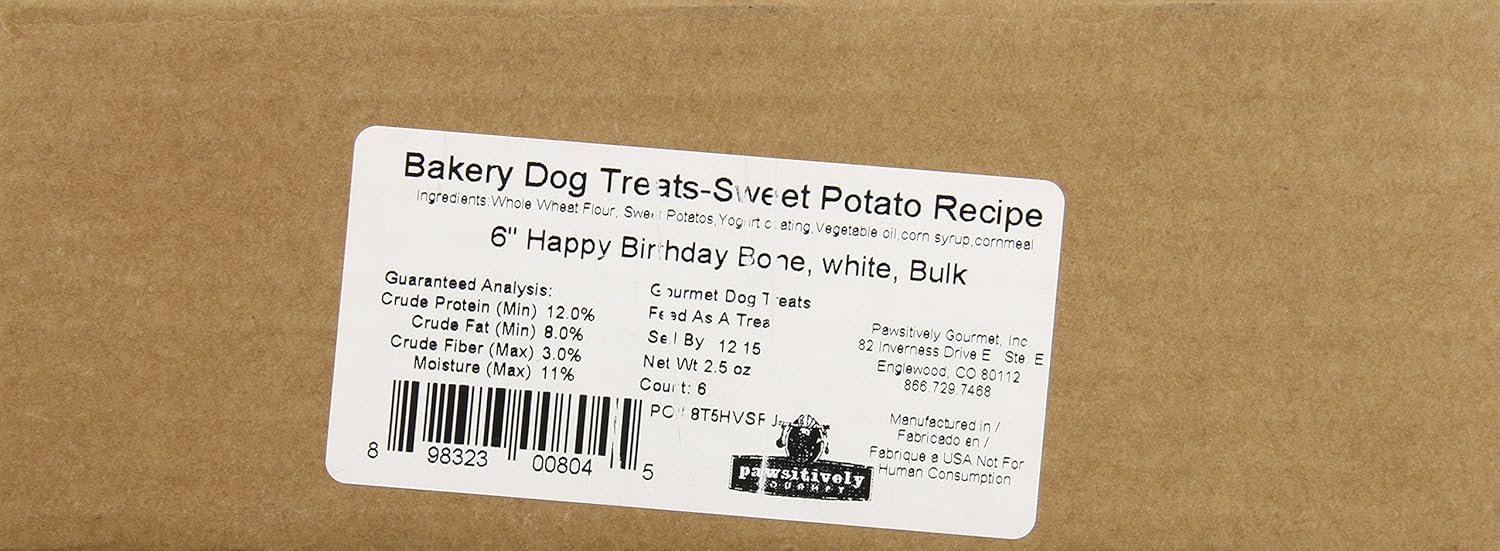 Bakery Dog Treats-Sweet Potato Recipe
Ingredients:Whole Wheat Flour, Sweet Potatos,Yogurt coating,Vegetable oil,corn syrup,cornmeal
6" Happy Birthday Bone, white, Bulk
Guaranteed Analysis:
Crude Protein (Min) 12.0%
Crude Fat (Min) 8.0%
Crude Fiber (Max) 3.0%
Moisture (Max) 11%
8 98323 00804 5
Gourmet Dog Treats
Feed As A Trea
Sell By 12 15
Net Wt 2.5 oz
Count: 6
Pawsitively Gourmet, Inc
82 Inverness Drive E Ste. E
Englewood, CO 80112
866.729.7468
Manufactured in /
Fabricado en /
Fabrique a USA Not For
Human Consumption
pawsitively
GOURMET